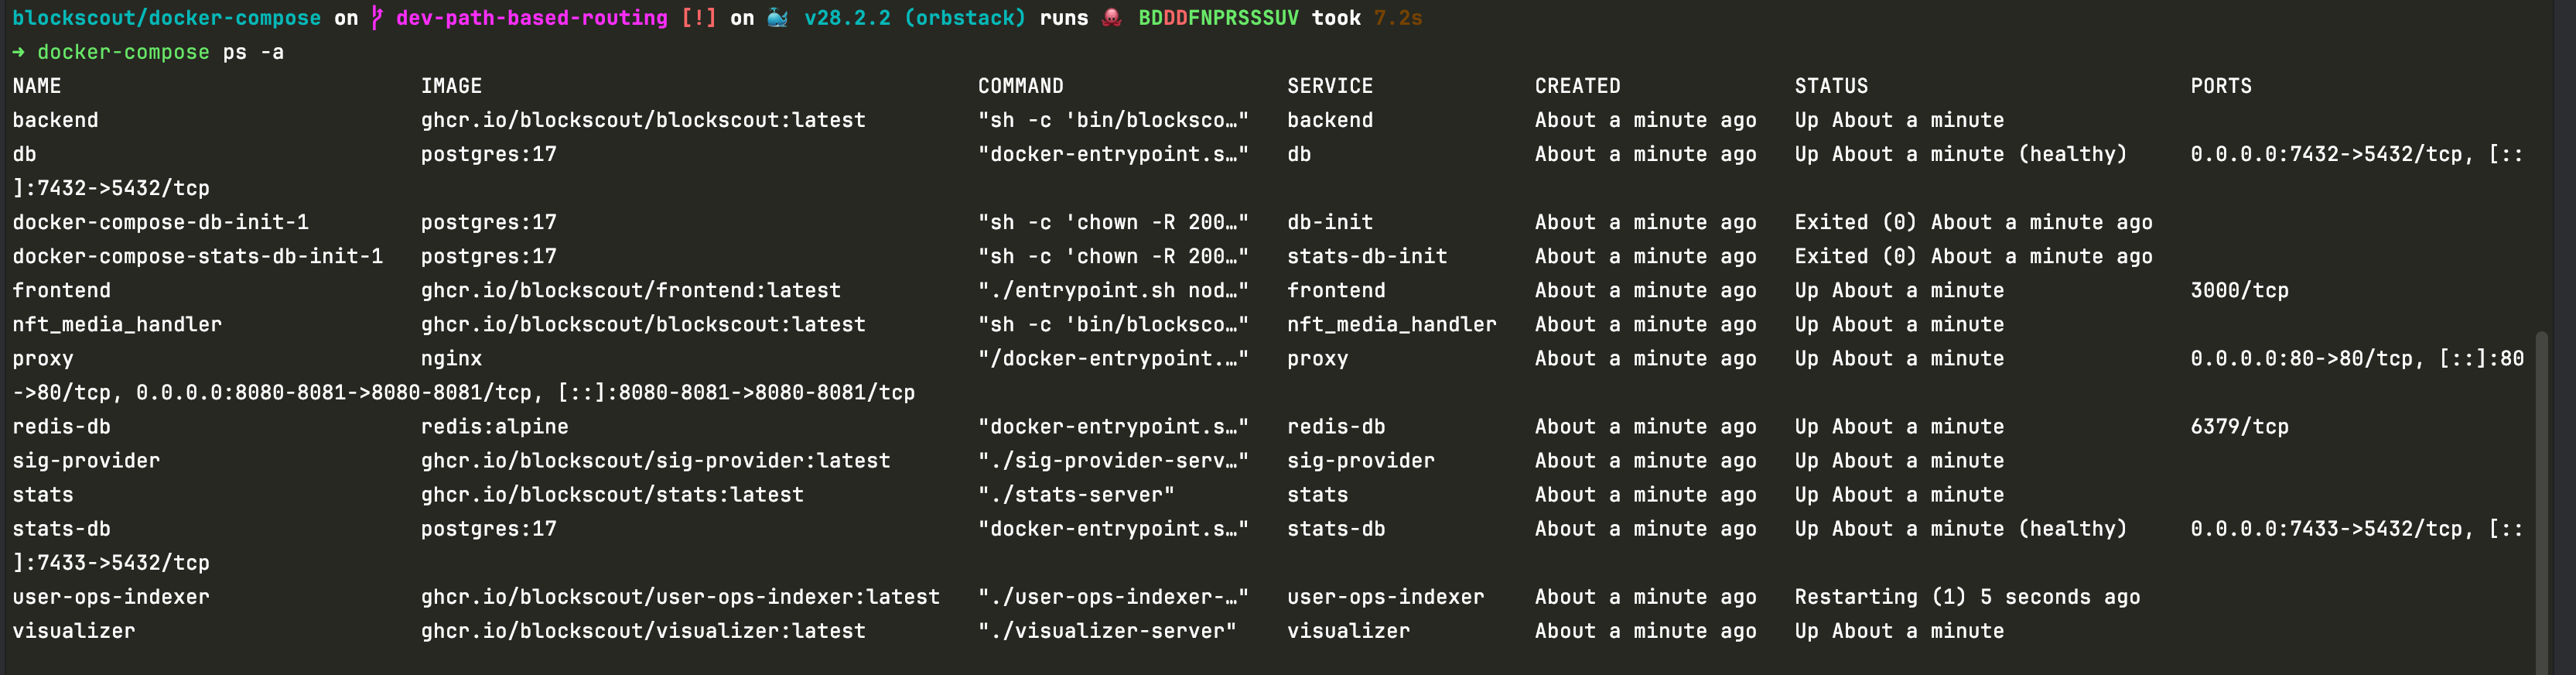 blockscout/docker-compose on dev-path-based-routing [!] on 🐳 v28.2.2 (orbstack) runs 🐙 BDDDFNPRSSSUV took 7.2s
➜ docker-compose ps -a
NAME IMAGE COMMAND SERVICE CREATED STATUS PORTS
backend ghcr.io/blockscout/blockscout:latest "sh -c 'bin/blocksco…" backend About a minute ago Up About a minute
db postgres:17 "docker-entrypoint.s…" db About a minute ago Up About a minute (healthy) 0.0.0.0:7432->5432/tcp, [::
]:7432->5432/tcp
docker-compose-db-init-1 postgres:17 "sh -c 'chown -R 200…" db-init About a minute ago Exited (0) About a minute ago
docker-compose-stats-db-init-1 postgres:17 "sh -c 'chown -R 200…" stats-db-init About a minute ago Exited (0) About a minute ago
frontend ghcr.io/blockscout/frontend:latest "./entrypoint.sh nod…" frontend About a minute ago Up About a minute 3000/tcp
nft_media_handler ghcr.io/blockscout/blockscout:latest "sh -c 'bin/blocksco…" nft_media_handler About a minute ago Up About a minute
proxy nginx "/docker-entrypoint.…" proxy About a minute ago Up About a minute 0.0.0.0:80->80/tcp, [::]:80
->80/tcp, 0.0.0.0:8080-8081->8080-8081/tcp, [::]:8080-8081->8080-8081/tcp
redis-db redis:alpine "docker-entrypoint.s…" redis-db About a minute ago Up About a minute 6379/tcp
sig-provider ghcr.io/blockscout/sig-provider:latest "./sig-provider-serv…" sig-provider About a minute ago Up About a minute
stats ghcr.io/blockscout/stats:latest "./stats-server" stats About a minute ago Up About a minute
stats-db postgres:17 "docker-entrypoint.s…" stats-db About a minute ago Up About a minute (healthy) 0.0.0.0:7433->5432/tcp, [::
]:7433->5432/tcp
user-ops-indexer ghcr.io/blockscout/user-ops-indexer:latest "./user-ops-indexer-…" user-ops-indexer About a minute ago Restarting (1) 5 seconds ago
visualizer ghcr.io/blockscout/visualizer:latest "./visualizer-server" visualizer About a minute ago Up About a minute